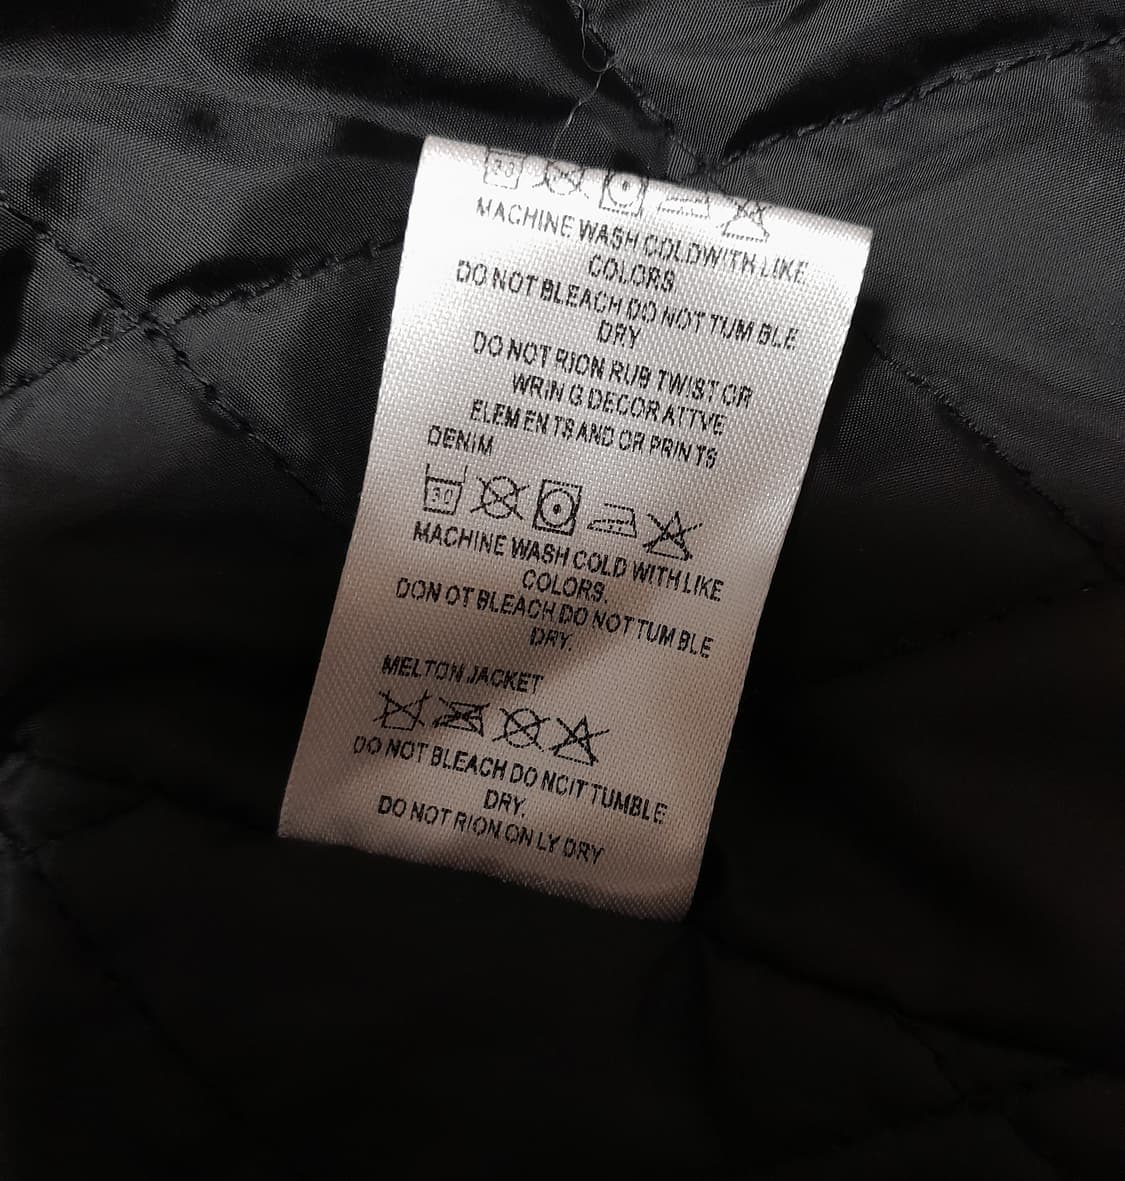 30
MACHINE WASH COLDWITH LIKE
COLORS
DO NOT BLEACH DO NOT TUM BLE
DRY
DO NOT RION RUB TWIST OR
WRIN G DECORATTVE
ELEM EN TS AND OR PRIN TS
DENIM
30
MACHINE WASH COLD WITH LIKE
COLORS.
DON OT BLEACH DO NOT TUM BLE
DRY.
MELTON JACKET
DO NOT BLEACH DO NCIT TUMBLE
DRY.
DO NOT RION ON LY DRY